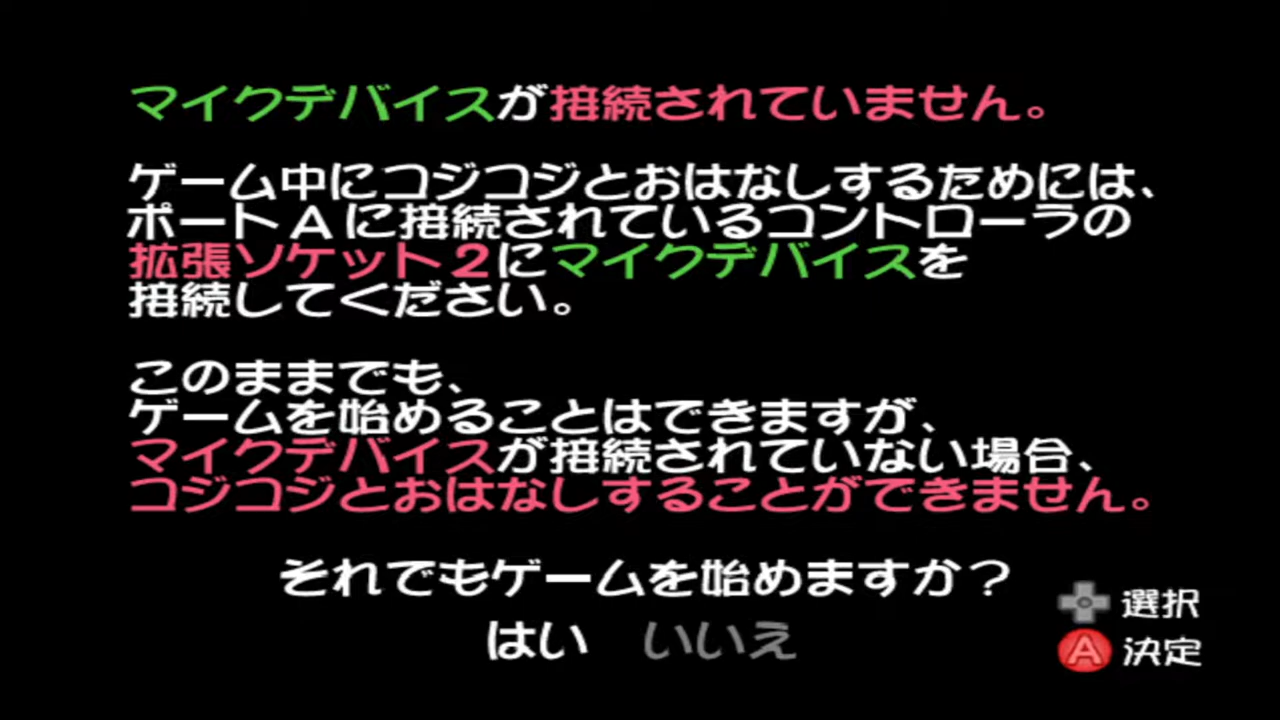 マイクデバイスが接続されていません。
ゲーム中にコジコジとおはなしするためには、
ポートAに接続されているコントローラの
拡張ソケット2にマイクデバイスを
接続してください。
このままでも、
ゲームを始めることはできますが、
マイクデバイスが接続されていない場合、
コジコジとおはなしすることができません。
それでもゲームを始めますか?
はい いいえ
選択
A 決定